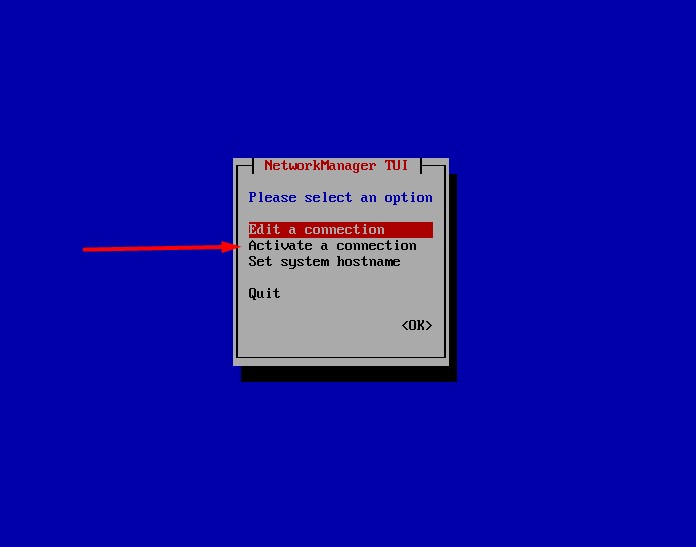 NetworkManager TUI
Please select an option
Edit a connection
Activate a connection
Set system hostname
Quit
<OK>